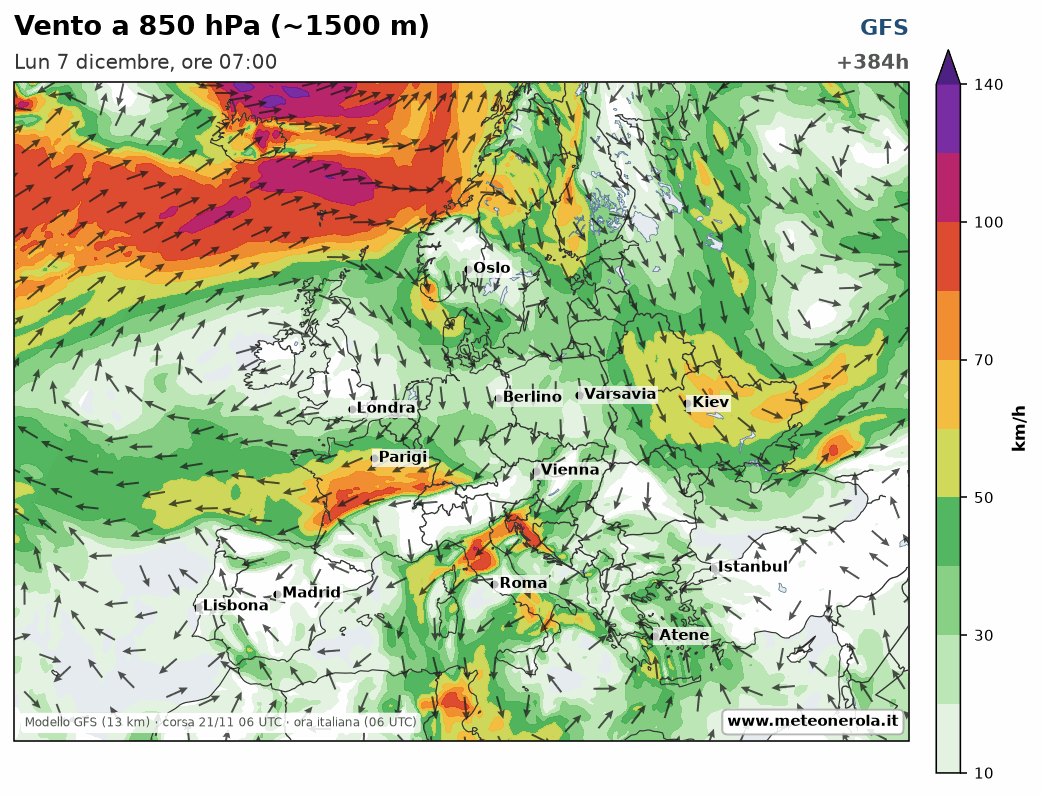 Vento a 850 hPa (~1500 m)
GFS
Lun 7 dicembre, ore 07:00
+384h
140
100
70
50
30
10
km/h
Oslo
Berlino
Varsavia
Londra
Kiev
Parigi
Vienna
Istanbul
Roma
Madrid
Lisbona
Atene
Modello GFS (13 km) · corsa 21/11 06 UTC · ora italiana (06 UTC)
www.meteonerola.it